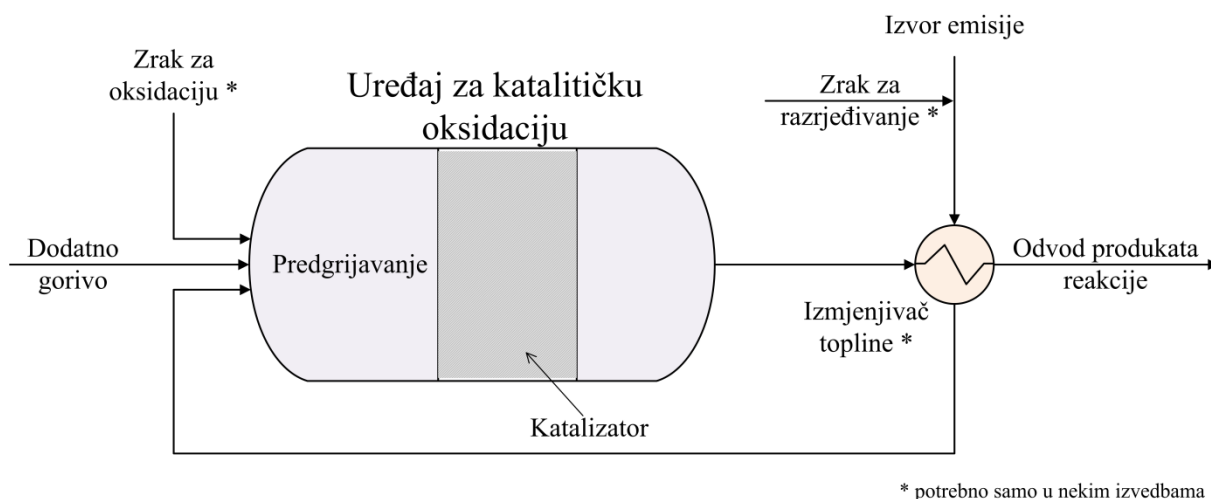 Izvor emisije
Zrak za
oksidaciju *
Uređaj za katalitičku
oksidaciju
Zrak za
razrjeđivanje *
Dodatno
gorivo
Predgrijavanje
Odvod produkata
reakcije
Izmjenjivač
topline *
Katalizator
* potrebno samo u nekim izvedbama